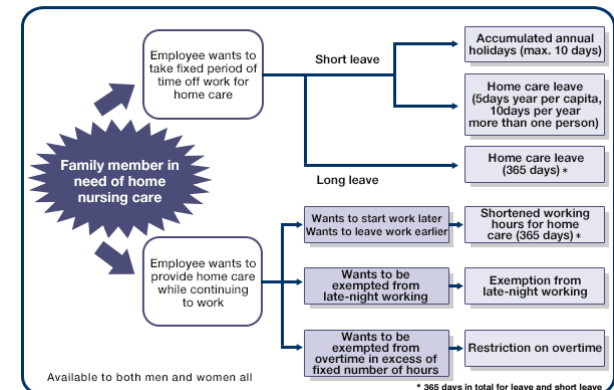 Employee wants to
take fixed period of
time off work for
home care
Short leave
Accumulated annual
holidays (max. 10 days)
Home care leave
(5days year per capita,
10days per year
more than one person)
Long leave
Home care leave
(365 days) *
Family member in
need of home
nursing care
Employee wants to
provide home care
while continuing
to work
Wants to start work later
Wants to leave work earlier
Shortened working
hours for home
care (365 days) *
Wants to be
exempted from
late-night working
Exemption from
late-night working
Wants to be
exempted from
overtime in excess of
fixed number of hours
Restriction on overtime
Available to both men and women all
* 365 days in total for leave and short leave